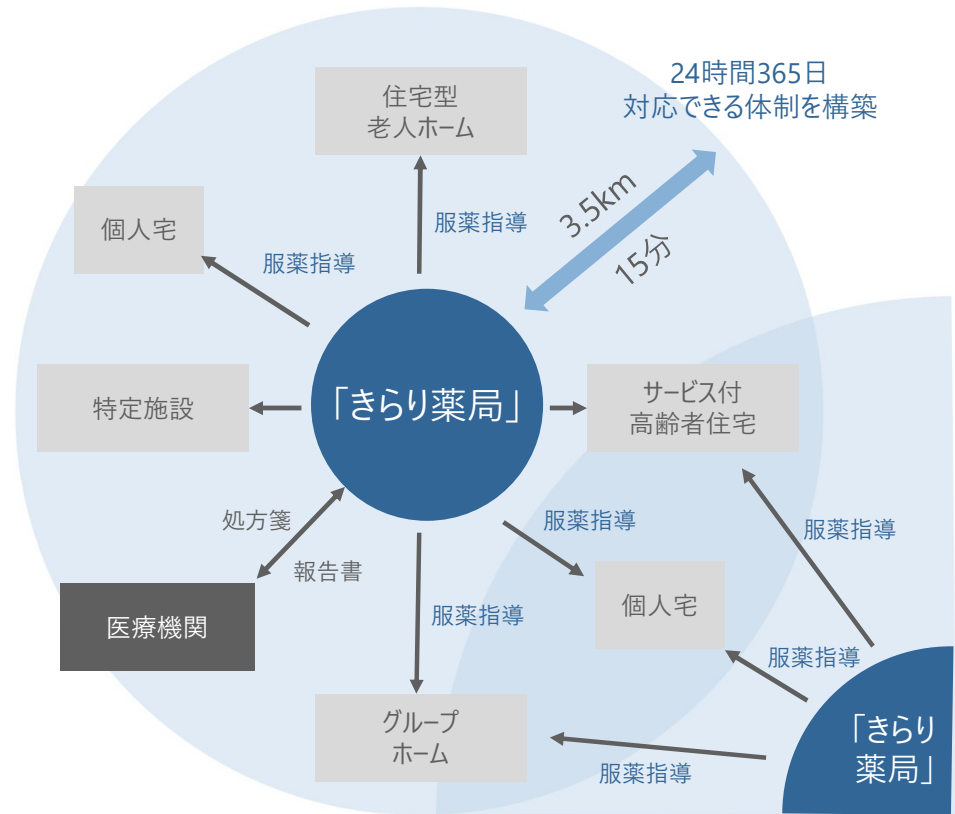 24時間365日
対応できる体制を構築
住宅型
老人ホーム
3.5km
15分
個人宅
服薬指導
服薬指導
特定施設
「きらり薬局」
サービス付
高齢者住宅
処方箋
報告書
服薬指導
服薬指導
医療機関
服薬指導
個人宅
服薬指導
グループ
ホーム
服薬指導
「きらり
薬局」